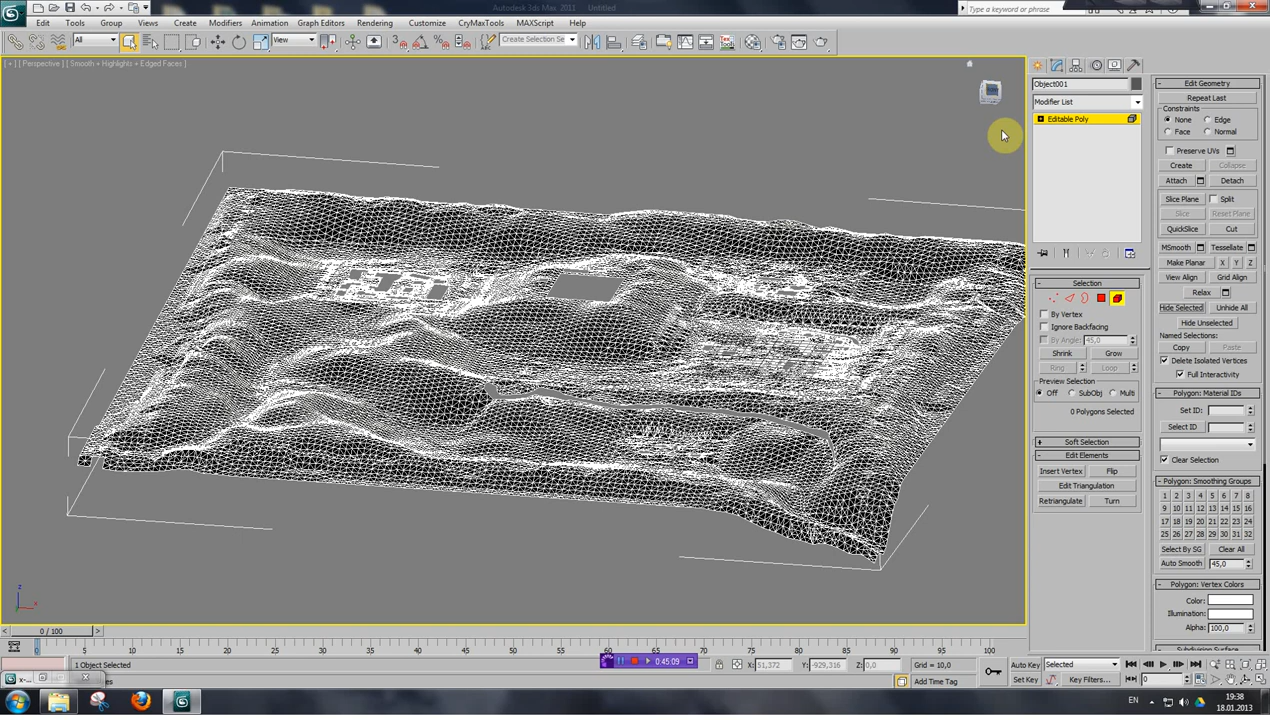 Autodesk 3ds Max 2011 Untitled
Type a keyword or phrase
Edit Tools Group Views Create Modifiers Animation Graph Editors Rendering Customize CryMaxTools MAXScript Help
All View Create Selection Se
[ + ] [ Perspective ] [ Smooth + Highlights + Edged Faces ]
Object001
Modifier List
Editable Poly
Selection
By Vertex
Ignore Backfacing
By Angle: 45,0
Shrink Grow
Ring Loop
Preview Selection
Off SubObj Multi
0 Polygons Selected
Soft Selection
Edit Elements
Insert Vertex Flip
Edit Triangulation
Retriangulate Turn
Edit Geometry
Repeat Last
Constraints
None Edge
Face Normal
Preserve UVs
Create Collapse
Attach Detach
Slice Plane Split
Slice Reset Plane
QuickSlice Cut
MSmooth Tessellate
Make Planar X Y Z
View Align Grid Align
Relax
Hide Selected Unhide All
Hide Unselected
Named Selections:
Copy Paste
Delete Isolated Vertices
Full Interactivity
Polygon: Material IDs
Set ID:
Select ID
Clear Selection
Polygon: Smoothing Groups
1 2 3 4 5 6 7 8
9 10 11 12 13 14 15 16
17 18 19 20 21 22 23 24
25 26 27 28 29 30 31 32
Select By SG Clear All
Auto Smooth 45,0
Polygon: Vertex Colors
Color:
Illumination:
Alpha: 100,0
Subdivision Surface
z
x
0 / 100
0 5 10 15 20 25 30 35 40 45 50 55 60 65 70 75 80 85 90 95 100
1 Object Selected 0:45:09 X: 51,372 Y: -929,316 Z: 0,0 Grid = 10,0 Auto Key Selected
Add Time Tag Set Key Key Filters... 0
EN 19:38
18.01.2013